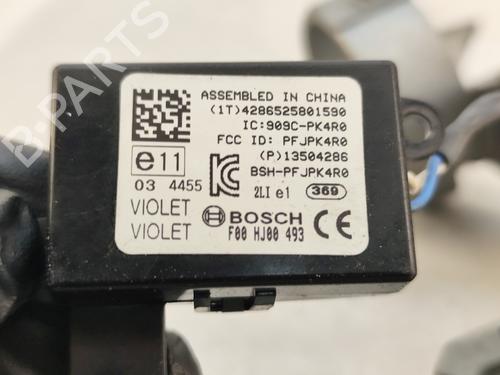 B-PARTS
ASSEMBLED IN CHINA
(1T)4286525801590
IC:909C-PK4R0
FCC ID: PFJPK4R0
(P)13504286
BSH-PFJPK4R0
e11
03 4455
2LI e1 369
VIOLET
VIOLET
BOSCH
F00 HJ00 493